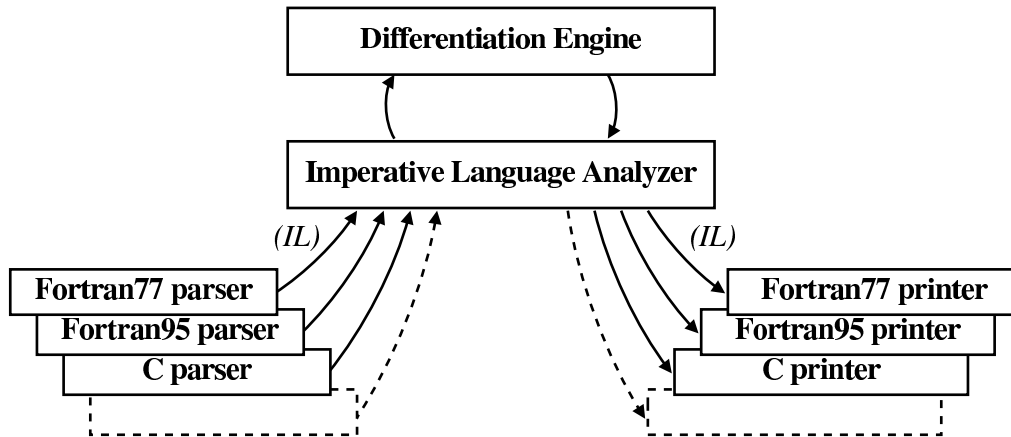 Differentiation Engine
Imperative Language Analyzer
(IL)
(IL)
Fortran77 parser
Fortran95 parser
C parser
Fortran77 printer
Fortran95 printer
C printer